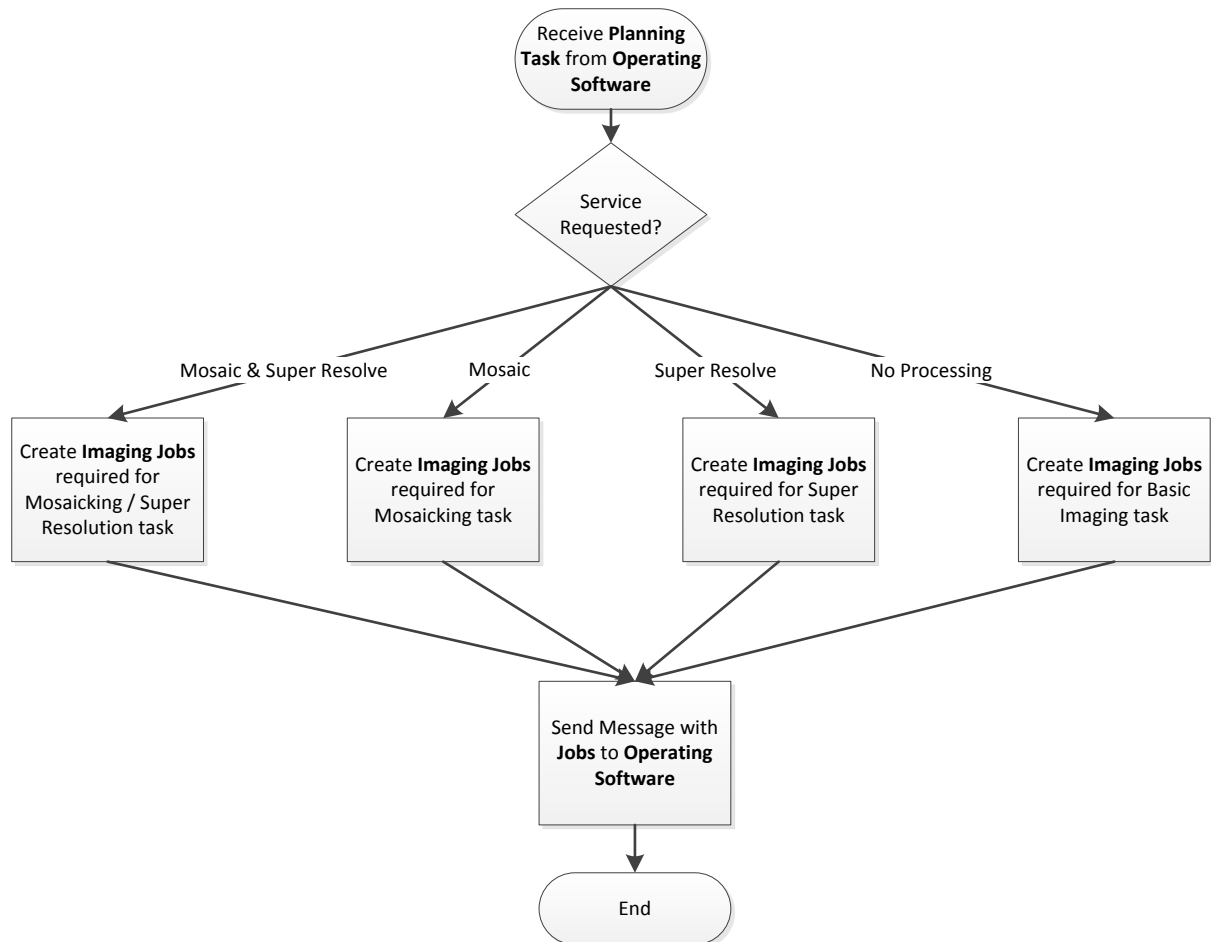 Receive Planning
Task from Operating
Software
Service
Requested?
Mosaic & Super Resolve
Mosaic
Super Resolve
No Processing
Create Imaging Jobs
required for
Mosaicking / Super
Resolution task
Create Imaging Jobs
required for
Mosaicking task
Create Imaging Jobs
required for Super
Resolution task
Create Imaging Jobs
required for Basic
Imaging task
Send Message with
Jobs to Operating
Software
End